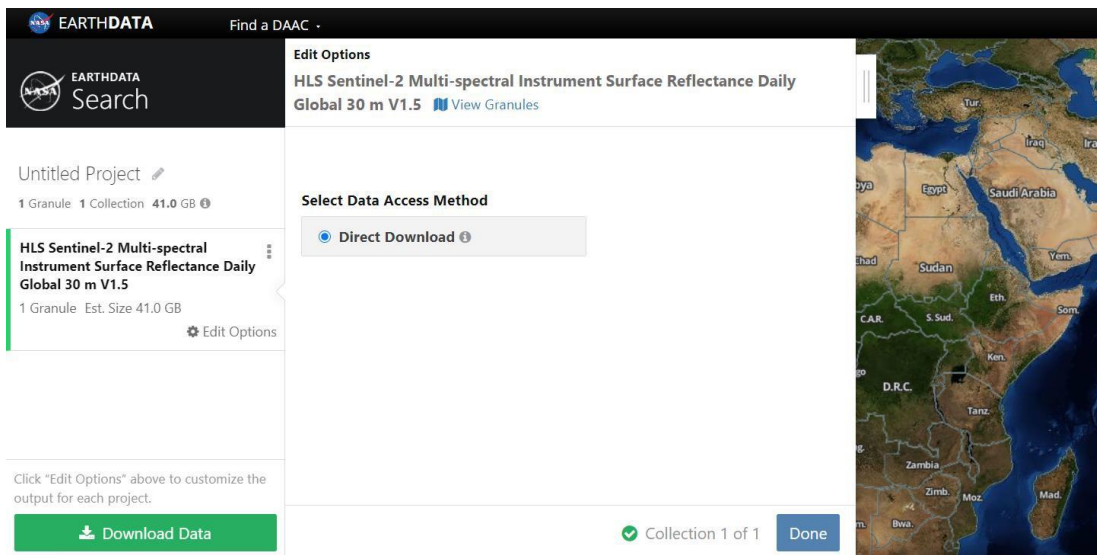 EARTHDATA
Find a DAAC
EARTHDATA
Search
Untitled Project
1 Granule 1 Collection 41.0 GB
HLS Sentinel-2 Multi-spectral
Instrument Surface Reflectance Daily
Global 30 m V1.5
1 Granule Est. Size 41.0 GB
Edit Options
Click "Edit Options" above to customize the
output for each project.
Download Data
Edit Options
HLS Sentinel-2 Multi-spectral Instrument Surface Reflectance Daily
Global 30 m V1.5 View Granules
Select Data Access Method
Direct Download
Collection 1 of 1
Done
Tur.
Iraq
Ira
oya
Egypt
Saudi Arabia
Chad
Sudan
Yem.
Eth.
Som.
C.A.R.
S. Sud.
Ken.
go
D.R.C.
Tanz.
Zambia
Zimb.
Moz.
Mad.
Bwa.